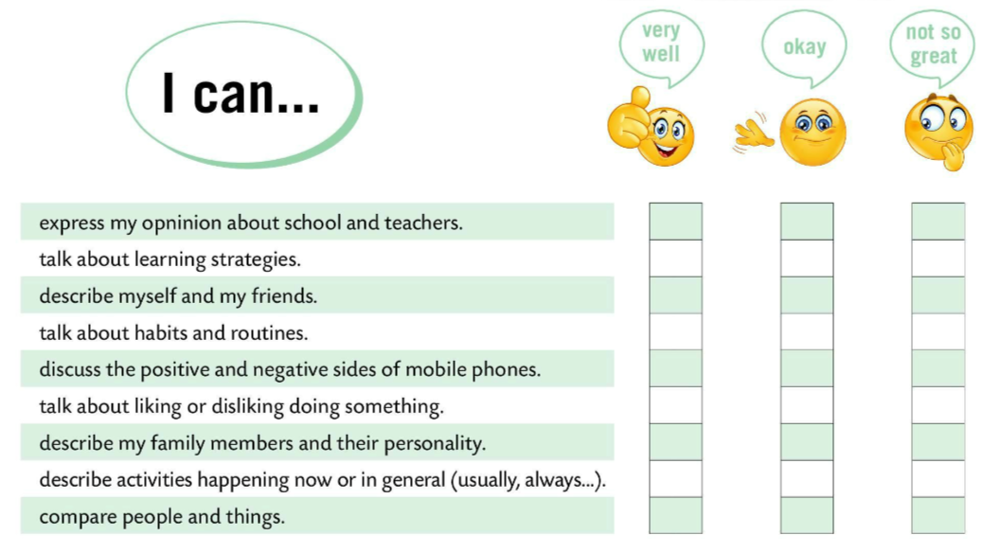 I can...
very
well
okay
not so
great
express my opninion about school and teachers.
talk about learning strategies.
describe myself and my friends.
talk about habits and routines.
discuss the positive and negative sides of mobile phones.
talk about liking or disliking doing something.
describe my family members and their personality.
describe activities happening now or in general (usually, always...).
compare people and things.